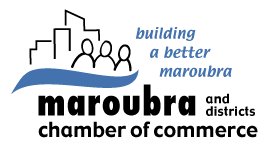 building
a better
maroubra
maroubra and
districts
chamber of commerce